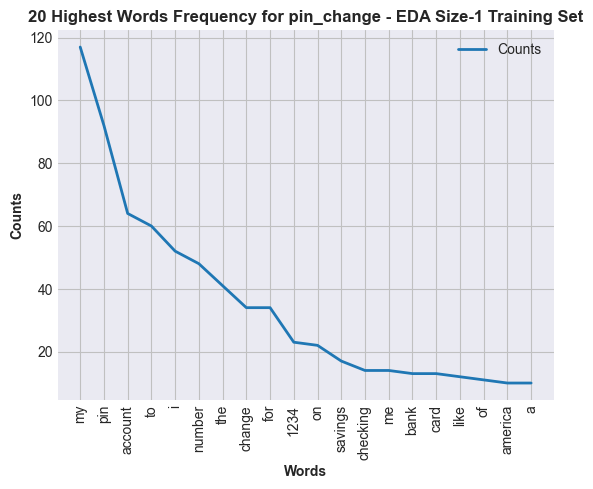 20 Highest Words Frequency for pin_change - EDA Size-1 Training Set
Counts
120
100
80
60
40
20
Counts
my
pin
account
to
i
number
the
change
for
1234
on
savings
checking
me
bank
card
like
of
america
a
Words